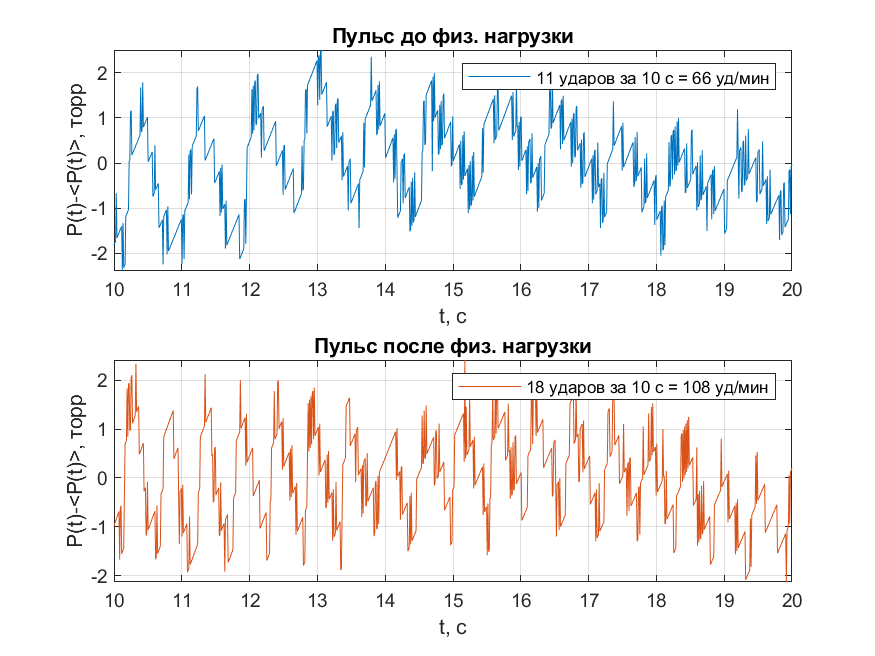 Пульс до физ. нагрузки
11 ударов за 10 с = 66 уд/мин
P(t)-<P(t)>, торр
2
1
0
-1
-2
10 11 12 13 14 15 16 17 18 19 20
t, с
Пульс после физ. нагрузки
18 ударов за 10 с = 108 уд/мин
P(t)-<P(t)>, торр
2
1
0
-1
-2
10 11 12 13 14 15 16 17 18 19 20
t, с